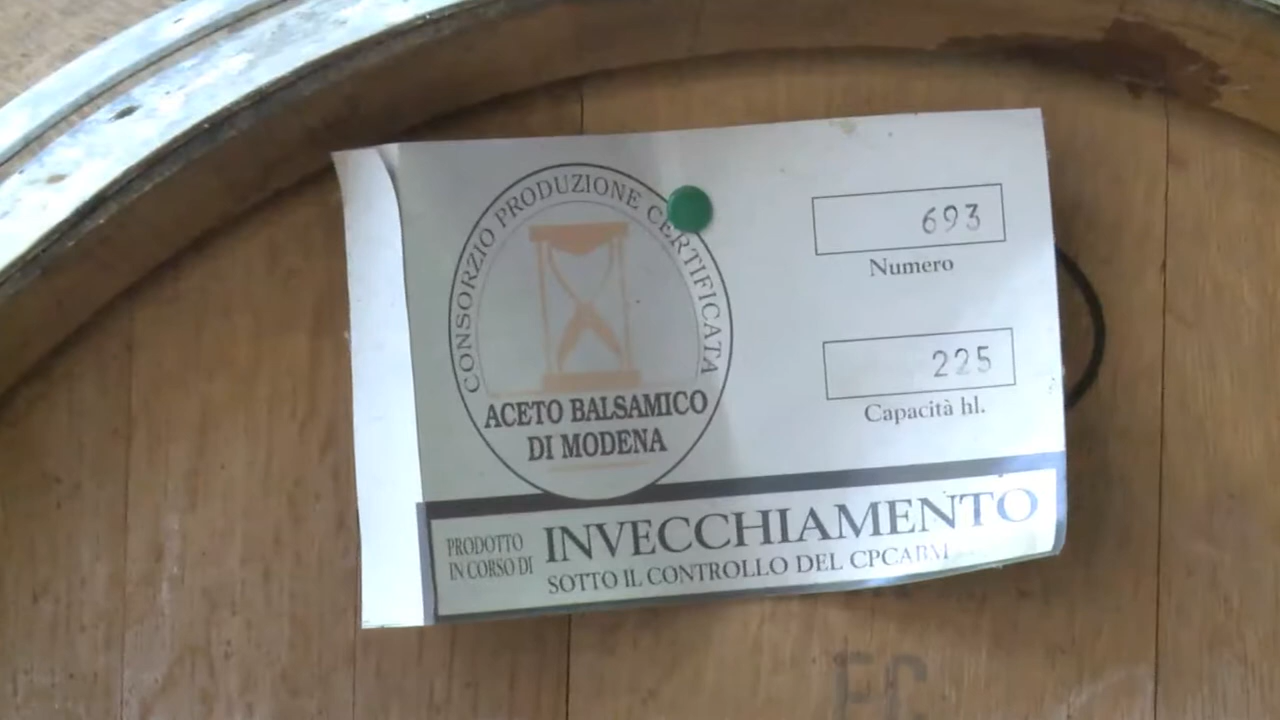 CONSORZIO PRODUZIONE CERTIFICATA
ACETO BALSAMICO
DI MODENA
693
Numero
225
Capacità hl.
PRODOTTO
IN CORSO DI
INVECCHIAMENTO
SOTTO IL CONTROLLO DEL CPCABM